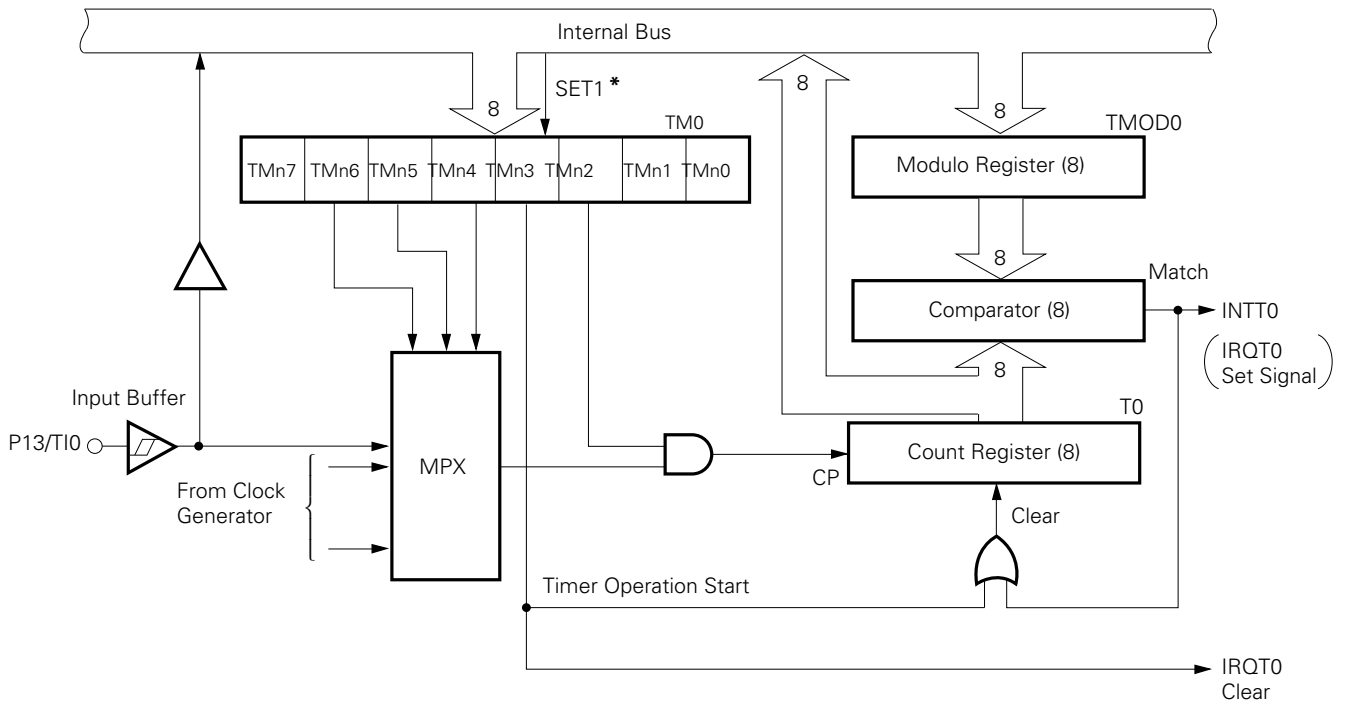 Internal Bus
SET1 *
8
8
8
TM0
TMOD0
TMn7 TMn6 TMn5 TMn4 TMn3 TMn2 TMn1 TMn0
Modulo Register (8)
8
Match
Comparator (8)
INTT0
(IRQT0
Set Signal)
8
T0
Input Buffer
P13/TI0
MPX
Count Register (8)
CP
From Clock
Generator
Clear
Timer Operation Start
IRQT0
Clear